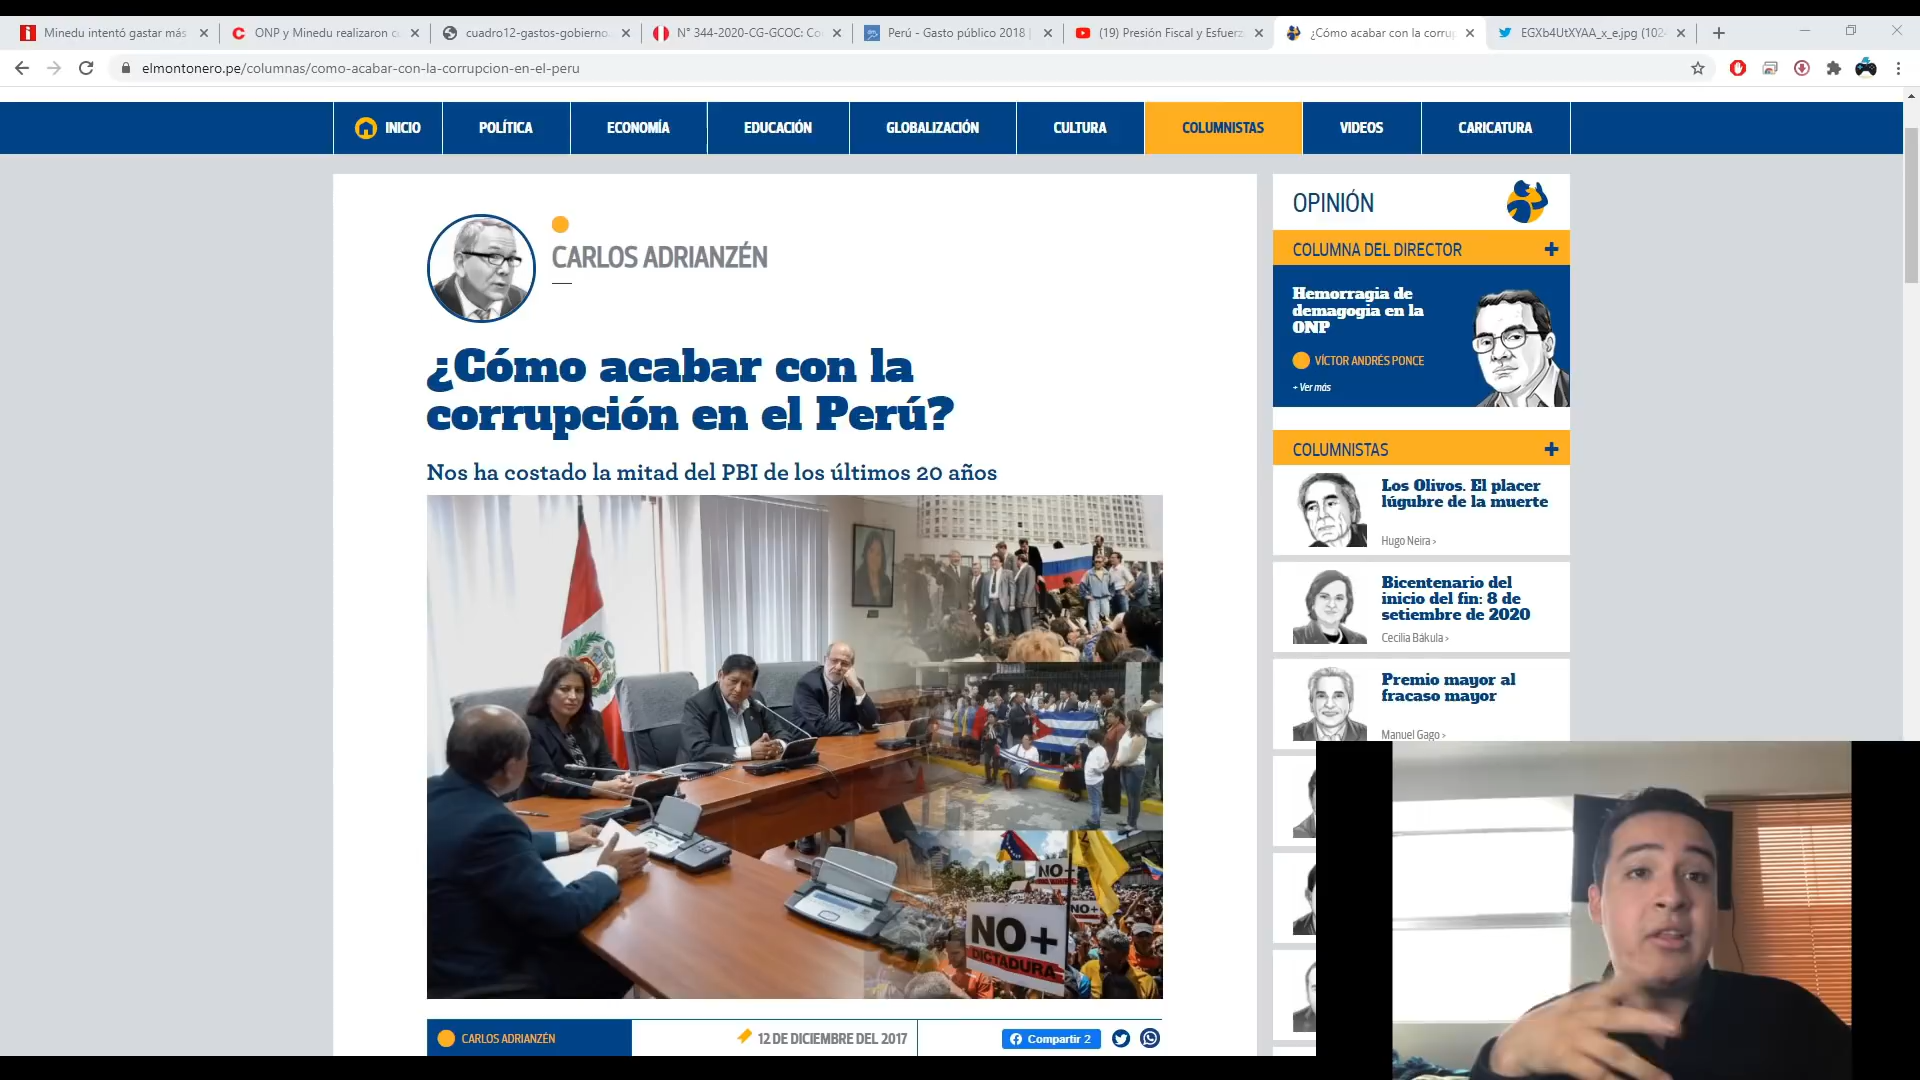 Minedu intentó gastar más
ONP y Minedu realizaron c
cuadro12-gastos-gobierno.
N° 344-2020-CG-GCOC: Co
Perú - Gasto público 2018
(19) Presión Fiscal y Esfuerz
¿Cómo acabar con la corrup
EGXb4UtXYAA_x_e.jpg (102
elmontonero.pe/columnas/como-acabar-con-la-corrupcion-en-el-peru
INICIO
POLÍTICA
ECONOMÍA
EDUCACIÓN
GLOBALIZACIÓN
CULTURA
COLUMNISTAS
VIDEOS
CARICATURA
CARLOS ADRIANZÉN
¿Cómo acabar con la
corrupción en el Perú?
Nos ha costado la mitad del PBI de los últimos 20 años
NO+
NO+
NO+
DICTADURA
CARLOS ADRIANZÉN
12 DE DICIEMBRE DEL 2017
Compartir 2
OPINIÓN
COLUMNA DEL DIRECTOR
Hemorragia de
demagogia en la
ONP
VÍCTOR ANDRÉS PONCE
+ Ver más
COLUMNISTAS
Los Olivos. El placer
lúgubre de la muerte
Hugo Neira ›
Bicentenario del
inicio del fin: 8 de
setiembre de 2020
Cecilia Bákula ›
Premio mayor al
fracaso mayor
Manuel Gago ›